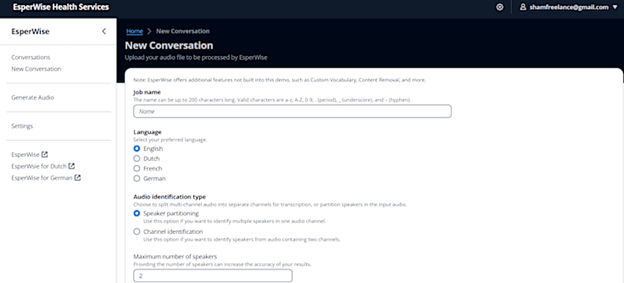 EsperWise Health Services
shamfreelance@gmail.com
EsperWise
Conversations
New Conversation
Generate Audio
Settings
EsperWise
EsperWsie for Dutch
EsperWise for German
Home > New Conversation
New Conversation
Upload your audio file to be processed by EsperWise
Note: EsperWise offers additional features not built into this demo, such as Custom Vocabulary, Content Removal, and more.
Job name
The name can be up to 200 characters long. Valid characters are a-z, A-Z, 0-9, . (period), _ (underscore), and – (hyphen).
Name
Language
Select your preferred language.
English
Dutch
French
German
Audio identification type
Choose to split multi-channel audio into separate channels for transcription, or partition speakers in the input audio.
Speaker partitioning
Use this option if you want to identify multiple speakers in one audio channel.
Channel identification
Use this option if you want to identify speakers from audio containing two channels.
Maximum number of speakers
Providing the number of speakers can increase the accuracy of your results.
2